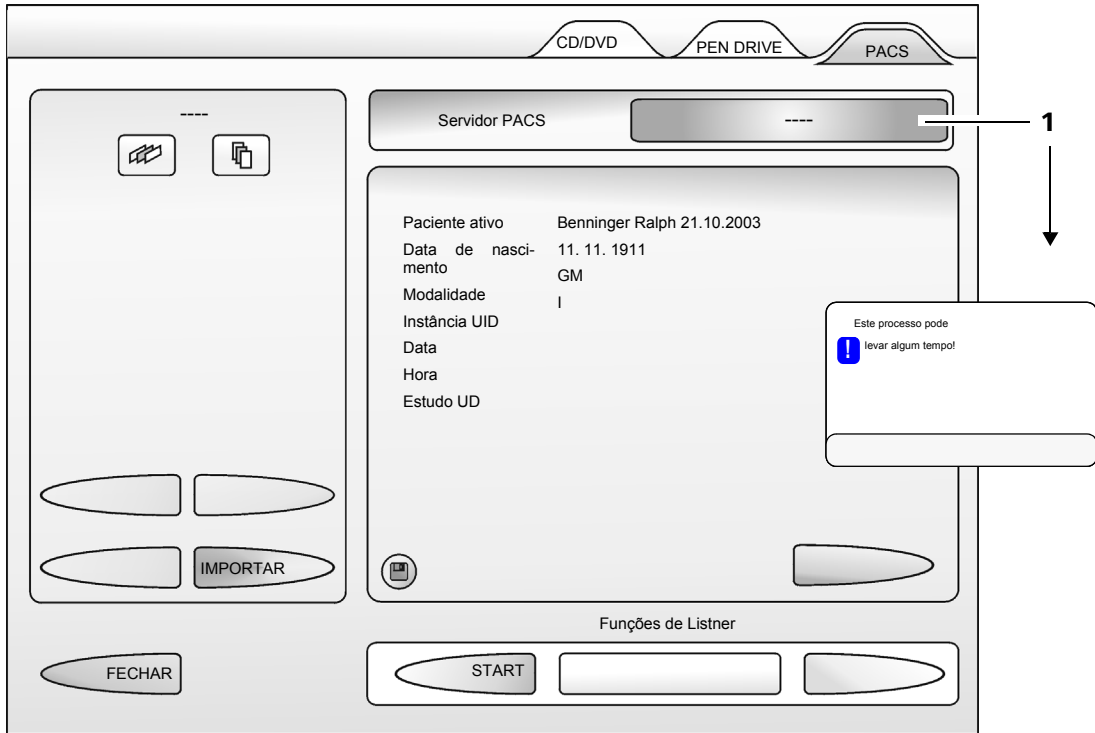 CD/DVD
PEN DRIVE
PACS
----
Servidor PACS
----
1
Paciente ativo
Benninger Ralph 21.10.2003
Data de nasci-
mento
11. 11. 1911
GM
Modalidade
I
Instância UID
Data
Hora
Estudo UD
Este processo pode
! levar algum tempo!
IMPORTAR
Funções de Listner
FECHAR
START